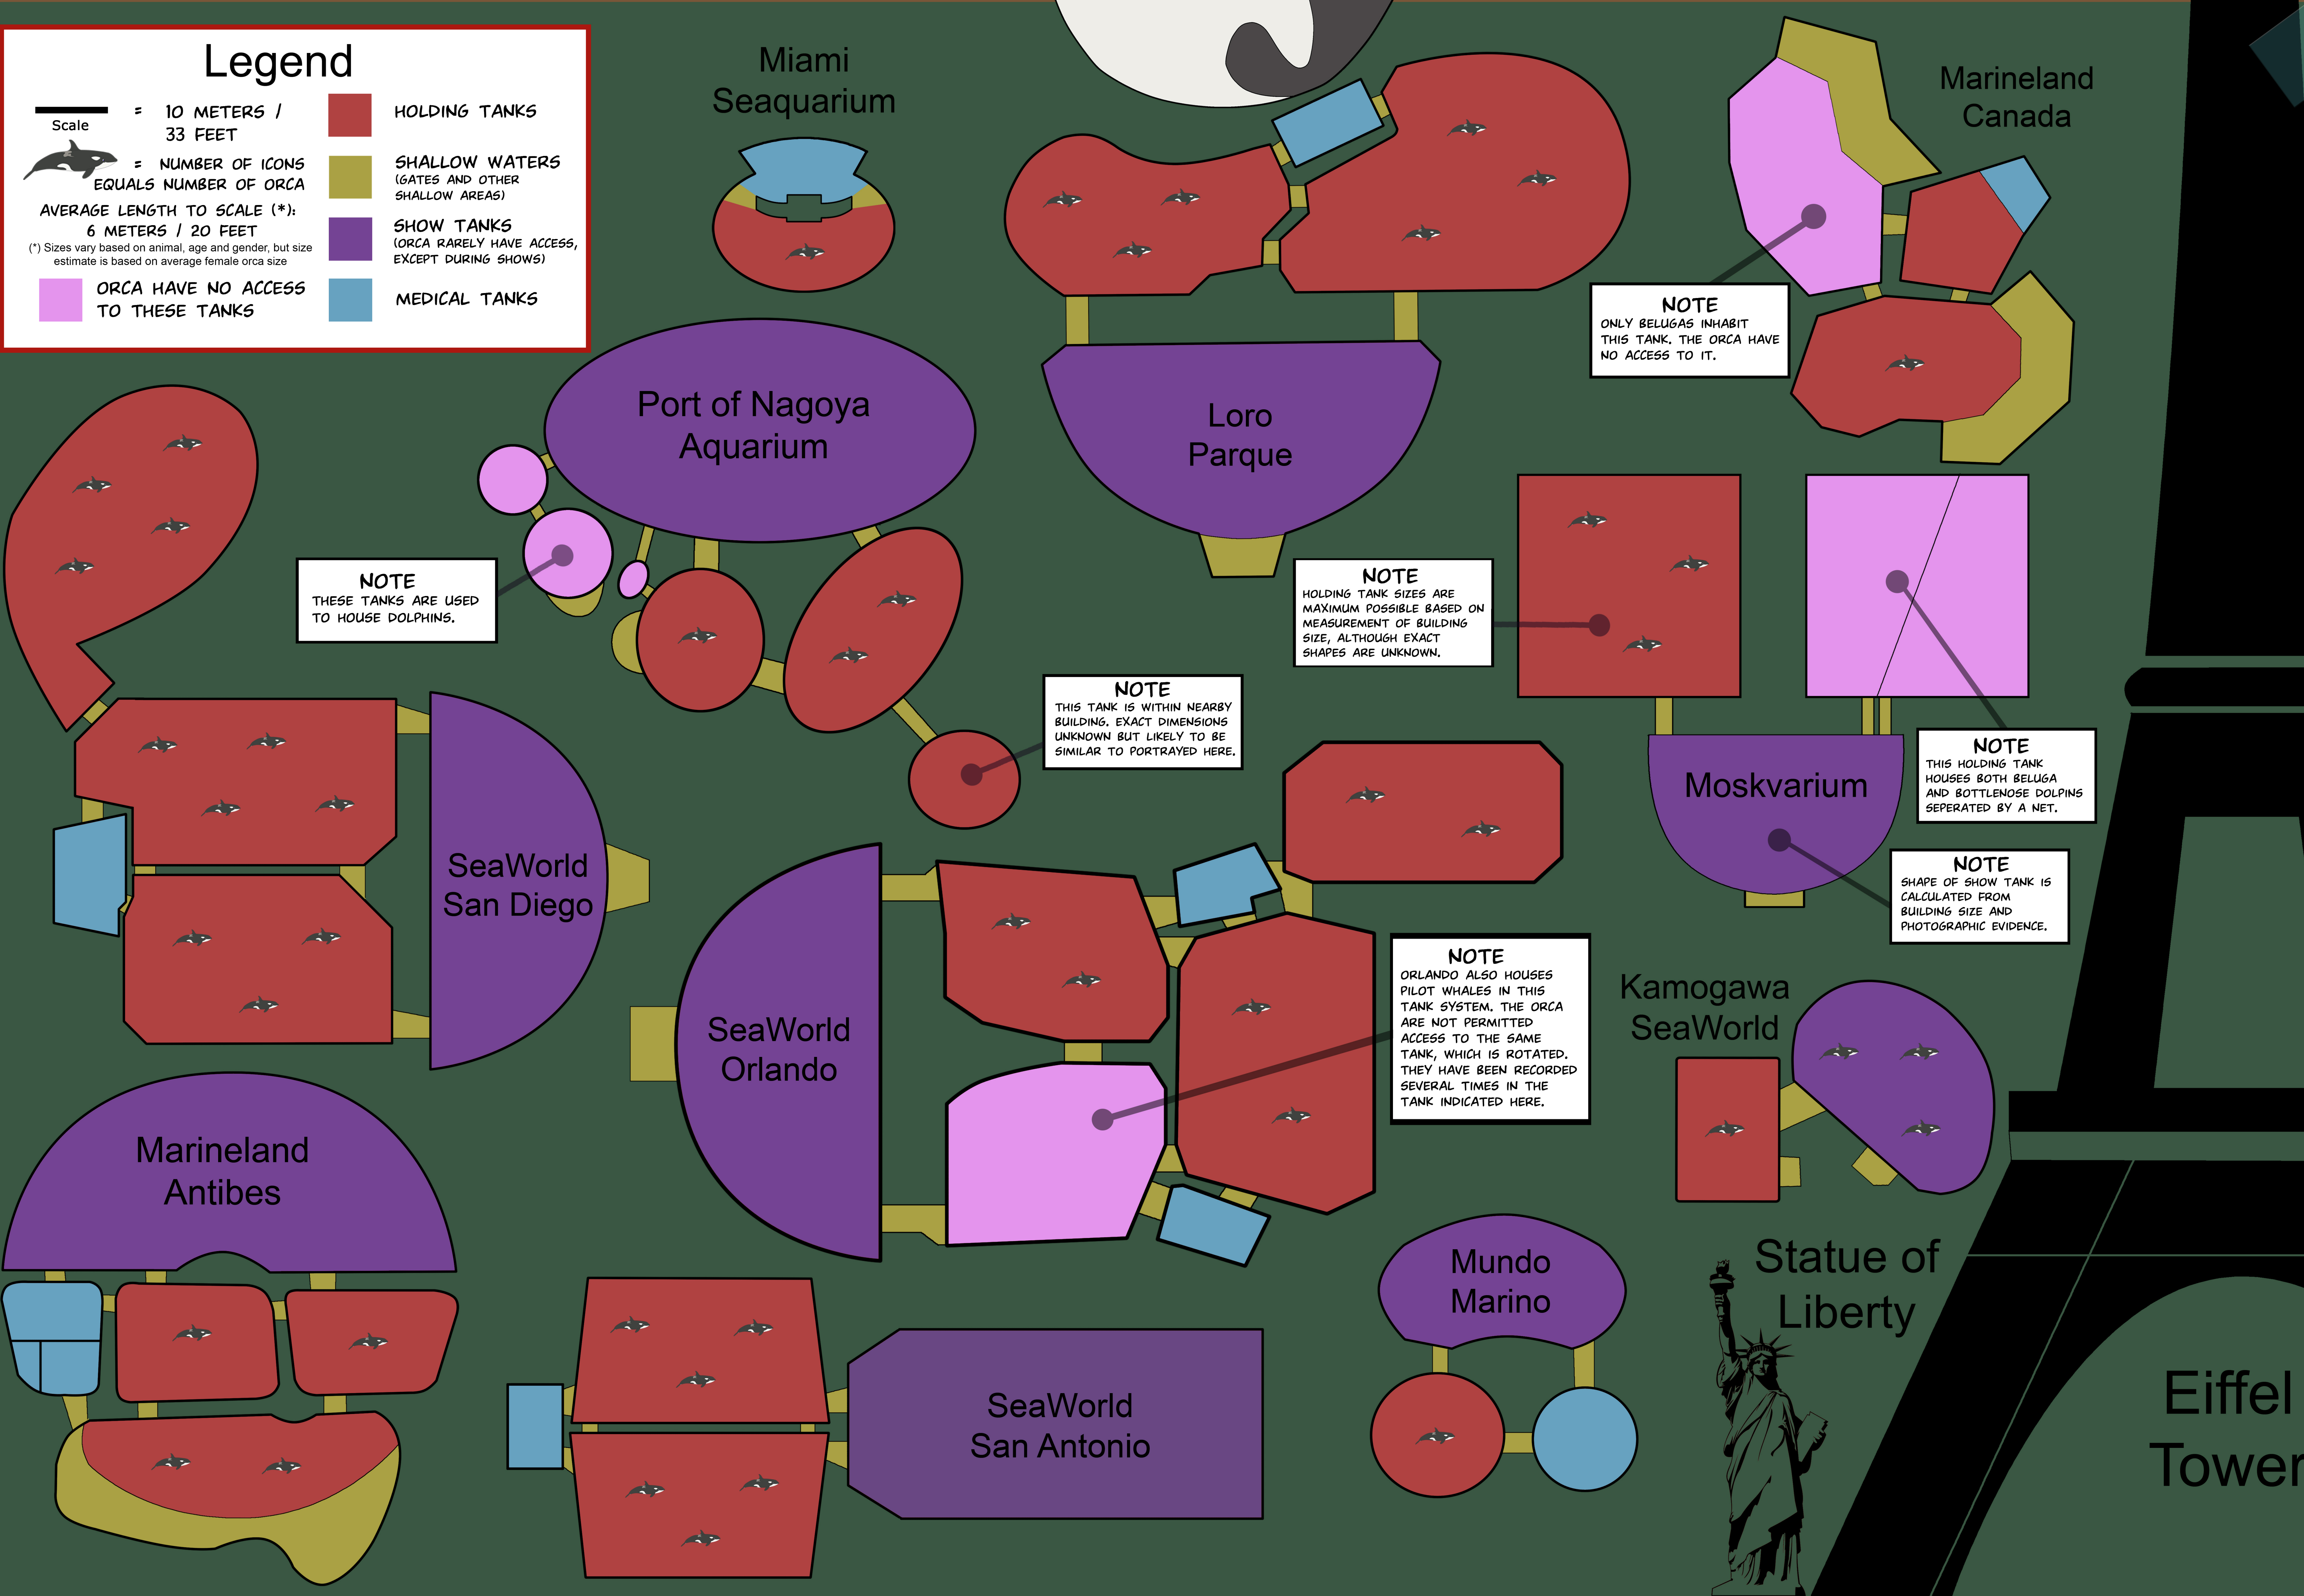 Legend
= 10 METERS /
33 FEET
Scale
= NUMBER OF ICONS
EQUALS NUMBER OF ORCA
AVERAGE LENGTH TO SCALE (*):
6 METERS / 20 FEET
(*) Sizes vary based on animal, age and gender, but size
estimate is based on average female orca size
ORCA HAVE NO ACCESS
TO THESE TANKS
HOLDING TANKS
SHALLOW WATERS
(GATES AND OTHER
SHALLOW AREAS)
SHOW TANKS
(ORCA RARELY HAVE ACCESS,
EXCEPT DURING SHOWS)
MEDICAL TANKS
Miami
Seaquarium
Marineland
Canada
NOTE
ONLY BELUGAS INHABIT
THIS TANK. THE ORCA HAVE
NO ACCESS TO IT.
Port of Nagoya
Aquarium
Loro
Parque
NOTE
THESE TANKS ARE USED
TO HOUSE DOLPHINS.
NOTE
HOLDING TANK SIZES ARE
MAXIMUM POSSIBLE BASED ON
MEASUREMENT OF BUILDING
SIZE, ALTHOUGH EXACT
SHAPES ARE UNKNOWN.
NOTE
THIS TANK IS WITHIN NEARBY
BUILDING. EXACT DIMENSIONS
UNKNOWN BUT LIKELY TO BE
SIMILAR TO PORTRAYED HERE.
Moskvarium
NOTE
THIS HOLDING TANK
HOUSES BOTH BELUGA
AND BOTTLENOSE DOLPINS
SEPERATED BY A NET.
NOTE
SHAPE OF SHOW TANK IS
CALCULATED FROM
BUILDING SIZE AND
PHOTOGRAPHIC EVIDENCE.
SeaWorld
San Diego
SeaWorld
Orlando
NOTE
ORLANDO ALSO HOUSES
PILOT WHALES IN THIS
TANK SYSTEM. THE ORCA
ARE NOT PERMITTED
ACCESS TO THE SAME
TANK, WHICH IS ROTATED.
THEY HAVE BEEN RECORDED
SEVERAL TIMES IN THE
TANK INDICATED HERE.
Kamogawa
SeaWorld
Marineland
Antibes
Mundo
Marino
Statue of
Liberty
SeaWorld
San Antonio
Eiffel
Tower